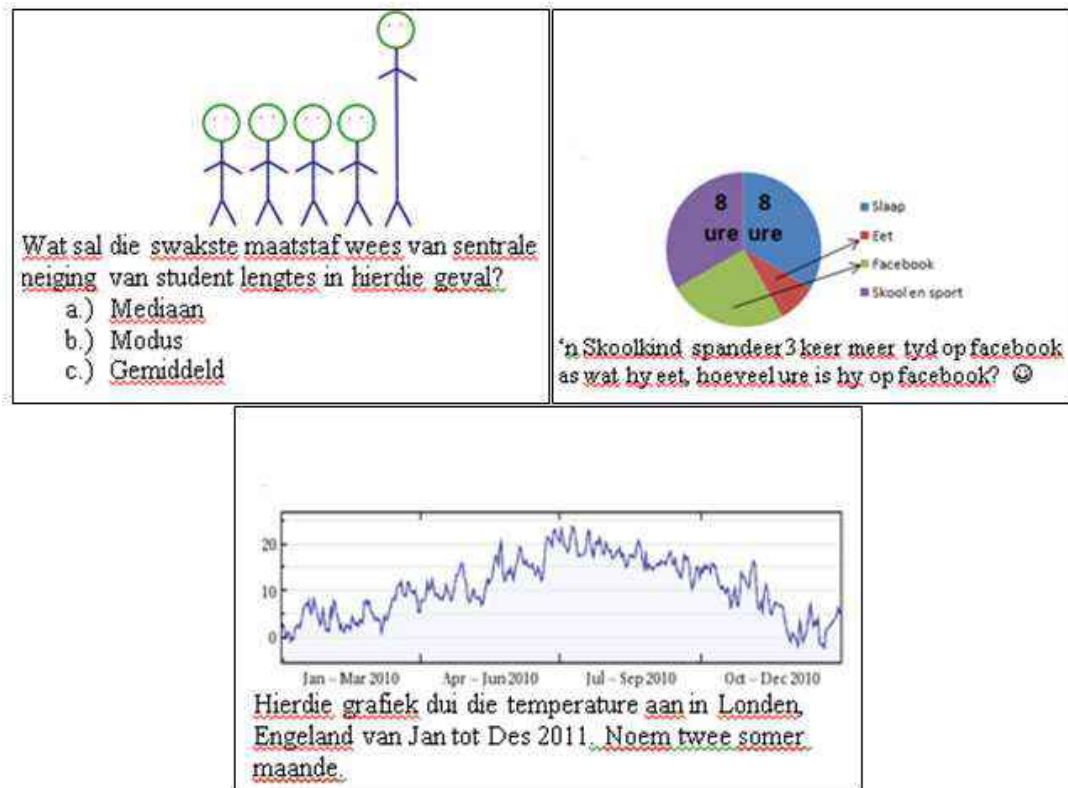 Wat sal die swakste maatstaf wees van sentrale
neiging van student lengtes in hierdie geval?
a.) Mediaan
b.) Modus
c.) Gemiddeld
8 ure
8 ure
Slaap
Eet
Facebook
Skool en sport
'n Skoolkind spandeer 3 keer meer tyd op facebook
as wat hy eet, hoeveel ure is hy op facebook? ☺
20
10
0
Jan – Mar 2010
Apr – Jun 2010
Jul – Sep 2010
Oct – Dec 2010
Hierdie grafiek dui die temperature aan in Londen,
Engeland van Jan tot Des 2011. Noem twee somer
maande.